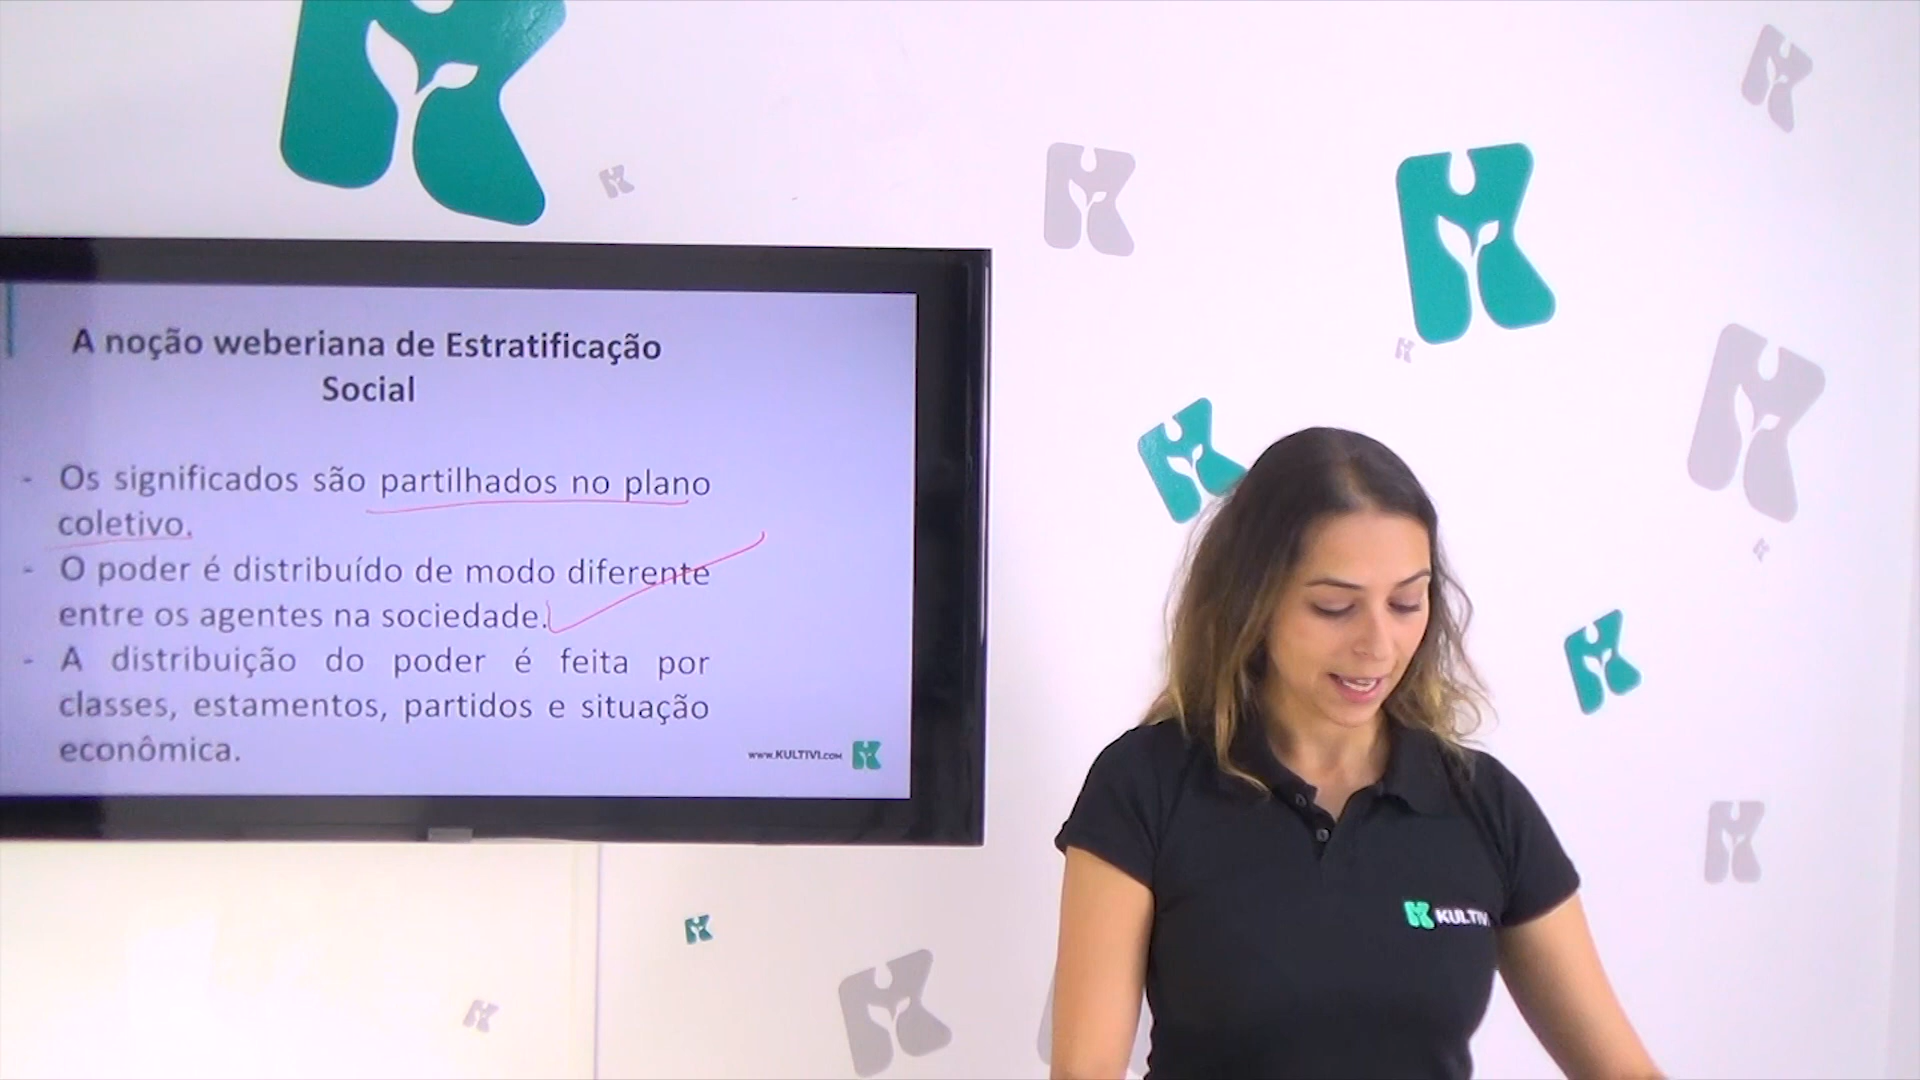 A noção weberiana de Estratificação
Social
- Os significados são partilhados no plano
coletivo.
- O poder é distribuído de modo diferente
entre os agentes na sociedade.
- A distribuição do poder é feita por
classes, estamentos, partidos e situação
econômica.
www.KULTIVI.COM
KULTIVI